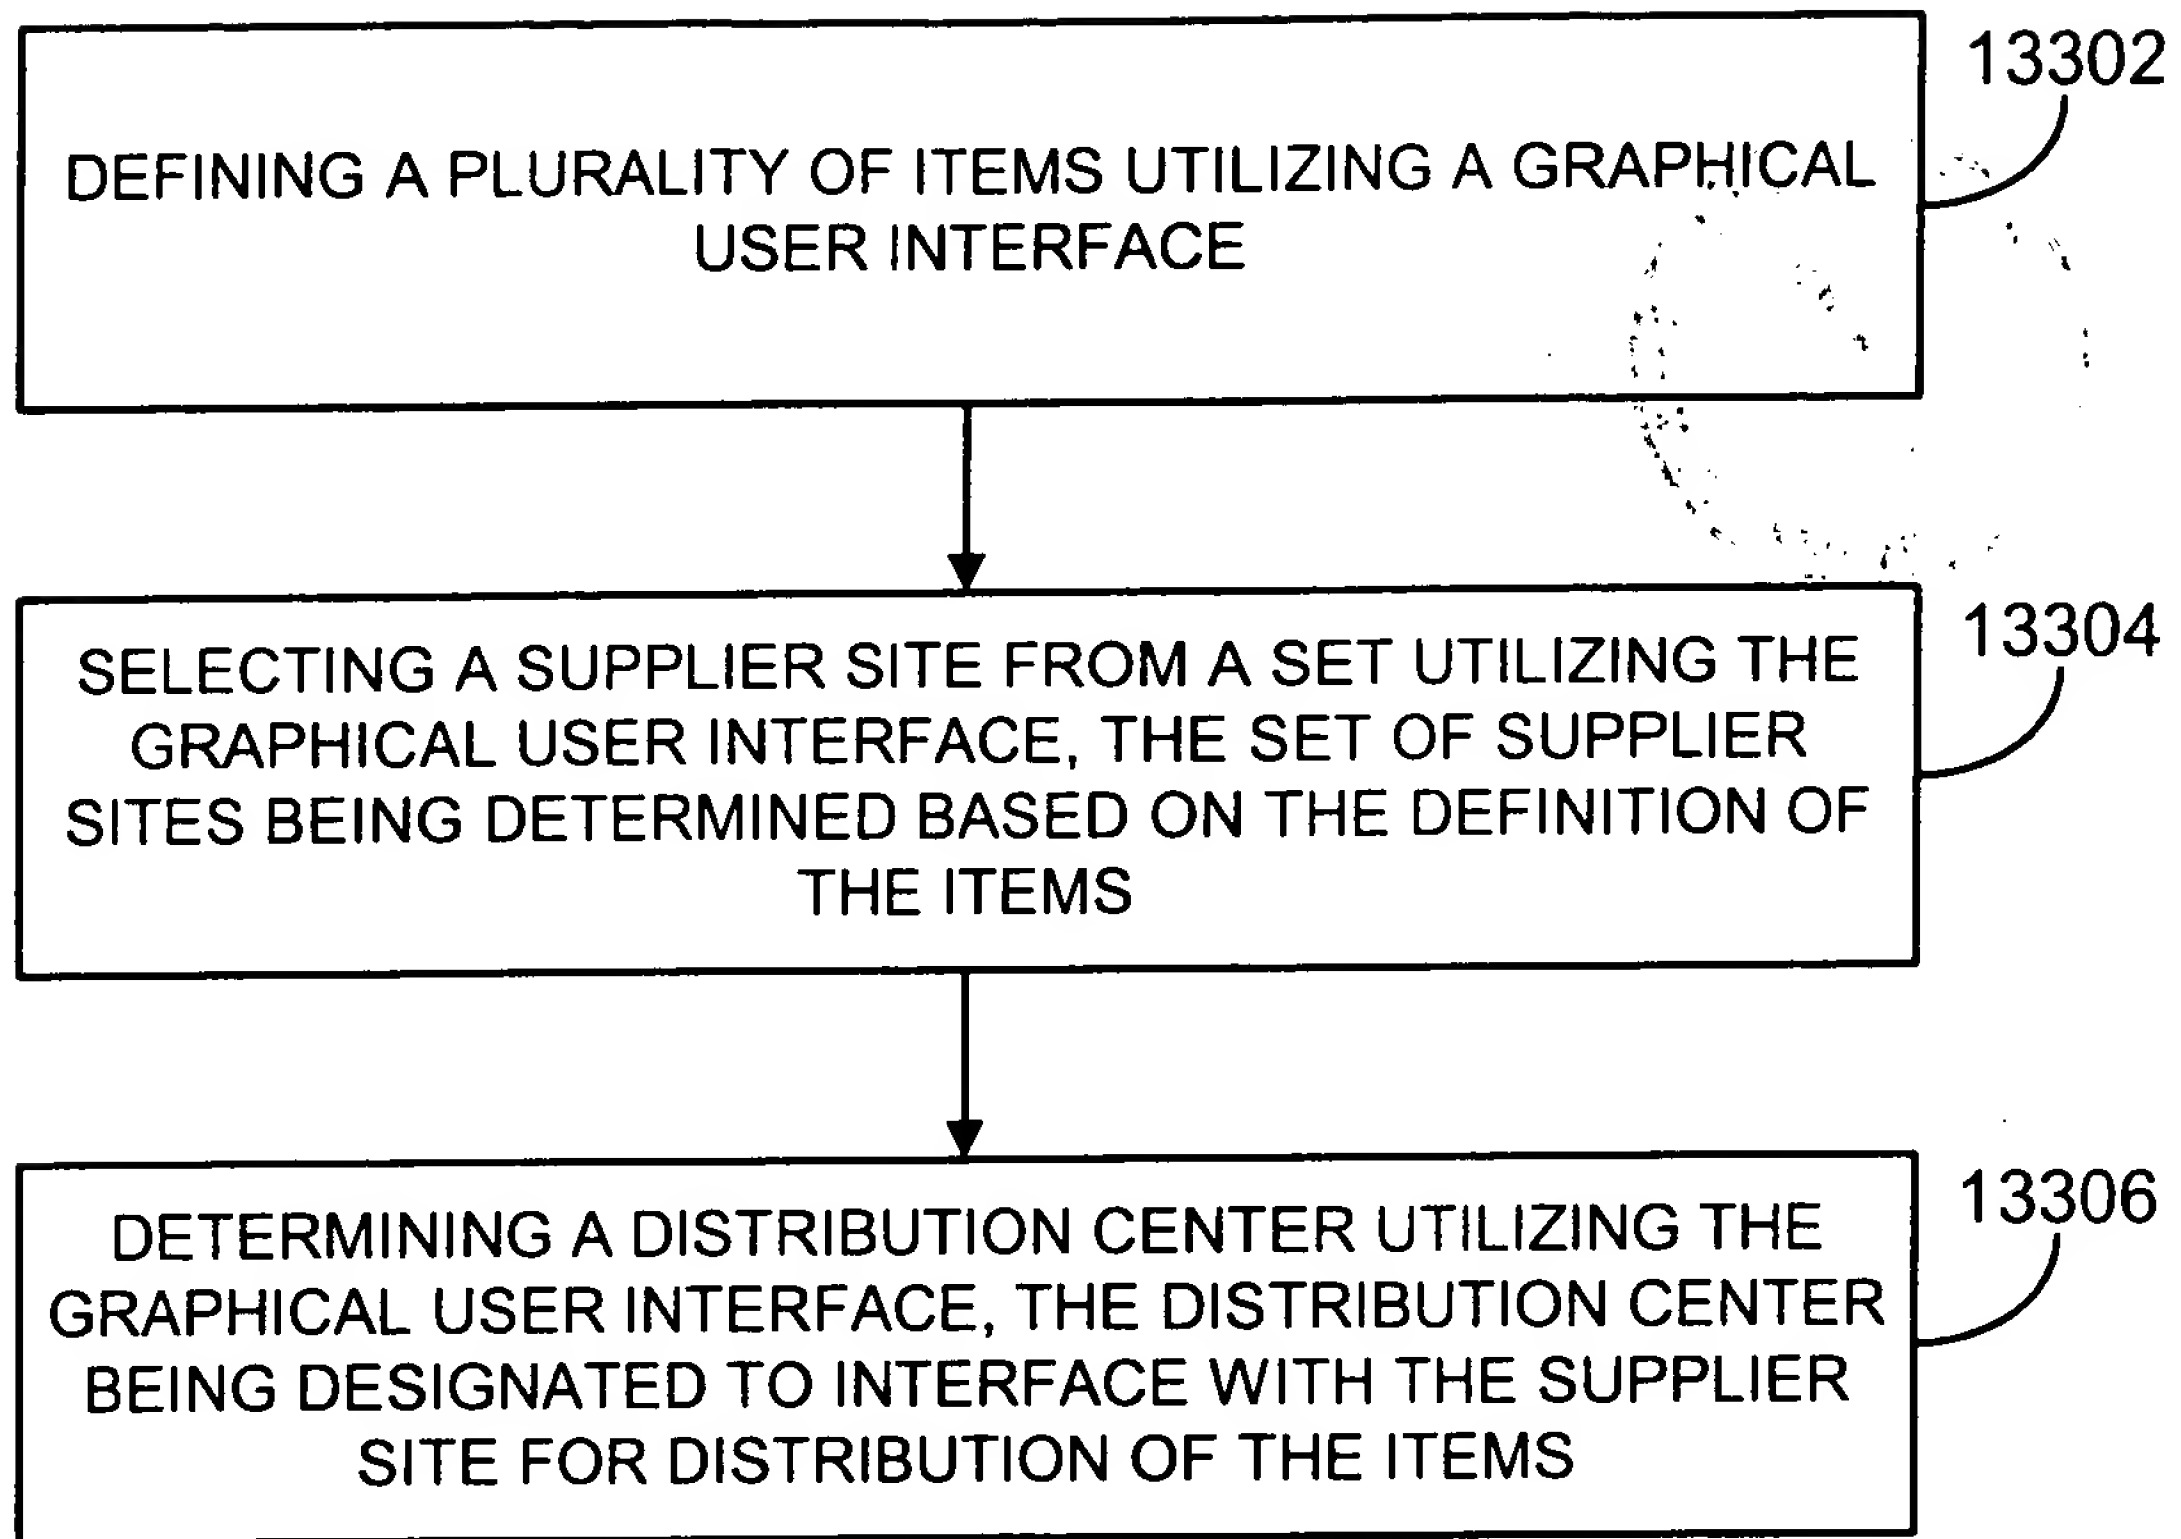 13302
DEFINING A PLURALITY OF ITEMS UTILIZING A GRAPHICAL
USER INTERFACE
13304
SELECTING A SUPPLIER SITE FROM A SET UTILIZING THE
GRAPHICAL USER INTERFACE, THE SET OF SUPPLIER
SITES BEING DETERMINED BASED ON THE DEFINITION OF
THE ITEMS
13306
DETERMINING A DISTRIBUTION CENTER UTILIZING THE
GRAPHICAL USER INTERFACE, THE DISTRIBUTION CENTER
BEING DESIGNATED TO INTERFACE WITH THE SUPPLIER
SITE FOR DISTRIBUTION OF THE ITEMS